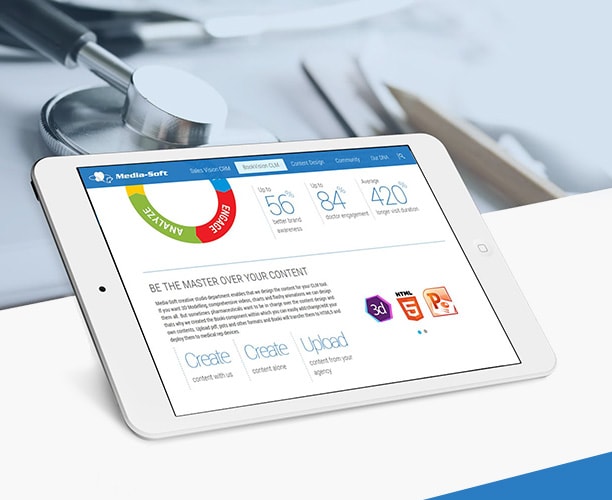 Media-Soft
Sales Vision CRM BookVision CLM Content Design Community Our DNA
ANALYZE
ENGAGE
Up to
56%
better brand
awareness
Up to
84%
doctor engagement
Average
420%
longer visit duration
BE THE MASTER OVER YOUR CONTENT
Media-Soft creative studio department enables that we design the content for your CLM tool.
If you want 3D Modelling, comprehensive videos, charts and flashy animations we can design
them all. But sometimes pharmaceuticals want to be in charge over the content design and
thats why we created the Books component within which you can easily add change/edit your
own contents. Upload pdf, pots and other formats and Books will transfer them to HTML5 and
deploy them to medical rep devices.
3d
HTML
5
P
Create
content with us
Create
content alone
Upload
content from your
agency